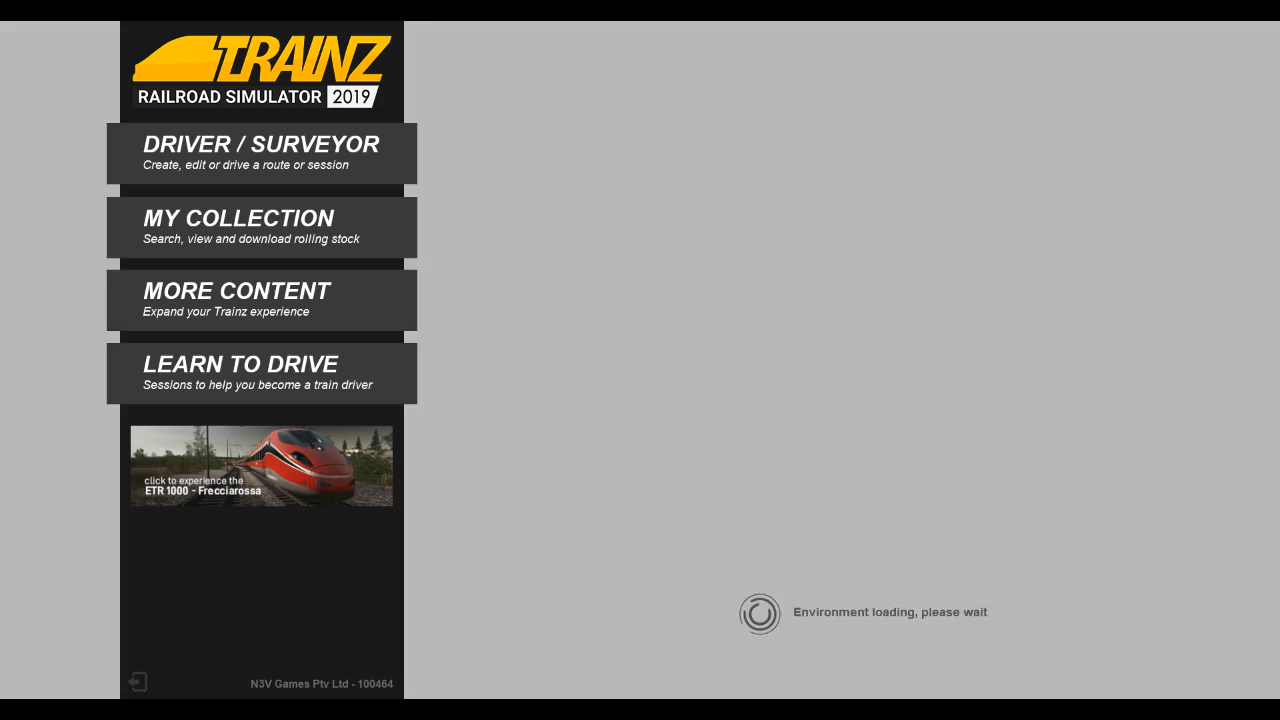 TRAINZ
RAILROAD SIMULATOR 2019
DRIVER / SURVEYOR
Create, edit or drive a route or session
MY COLLECTION
Search, view and download rolling stock
MORE CONTENT
Expand your Trainz experience
LEARN TO DRIVE
Sessions to help you become a train driver
click to experience the
ETR 1000 - Frecciarossa
Environment loading, please wait
N3V Games Pty Ltd - 100464